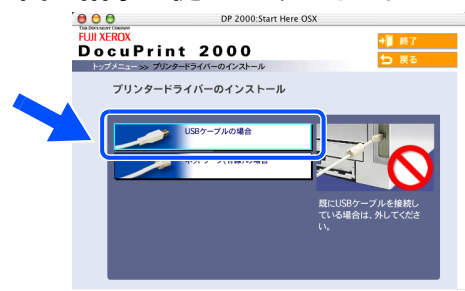 DP 2000:Start Here OSX
THE DOCUMENT COMPANY
FUJI XEROX
DocuPrint 2000
終了
戻る
トップメニュー >> プリンタードライバーのインストール
プリンタードライバーのインストール
USBケーブルの場合
既にUSBケーブルを接続し
ている場合は、外してくださ
い。